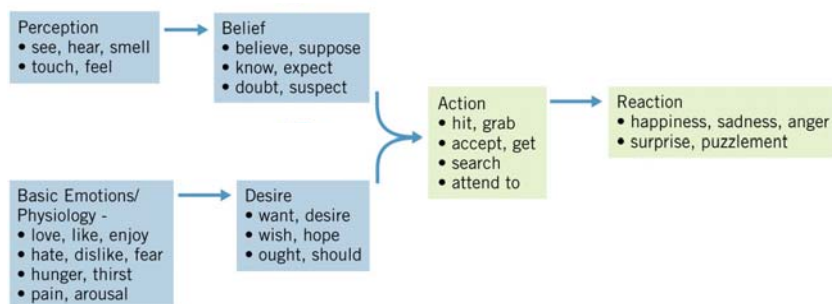 Perception
• see, hear, smell
• touch, feel
Belief
• believe, suppose
• know, expect
• doubt, suspect
Basic Emotions/
Physiology -
• love, like, enjoy
• hate, dislike, fear
• hunger, thirst
• pain, arousal
Desire
• want, desire
• wish, hope
• ought, should
Action
• hit, grab
• accept, get
• search
• attend to
Reaction
• happiness, sadness, anger
• surprise, puzzlement